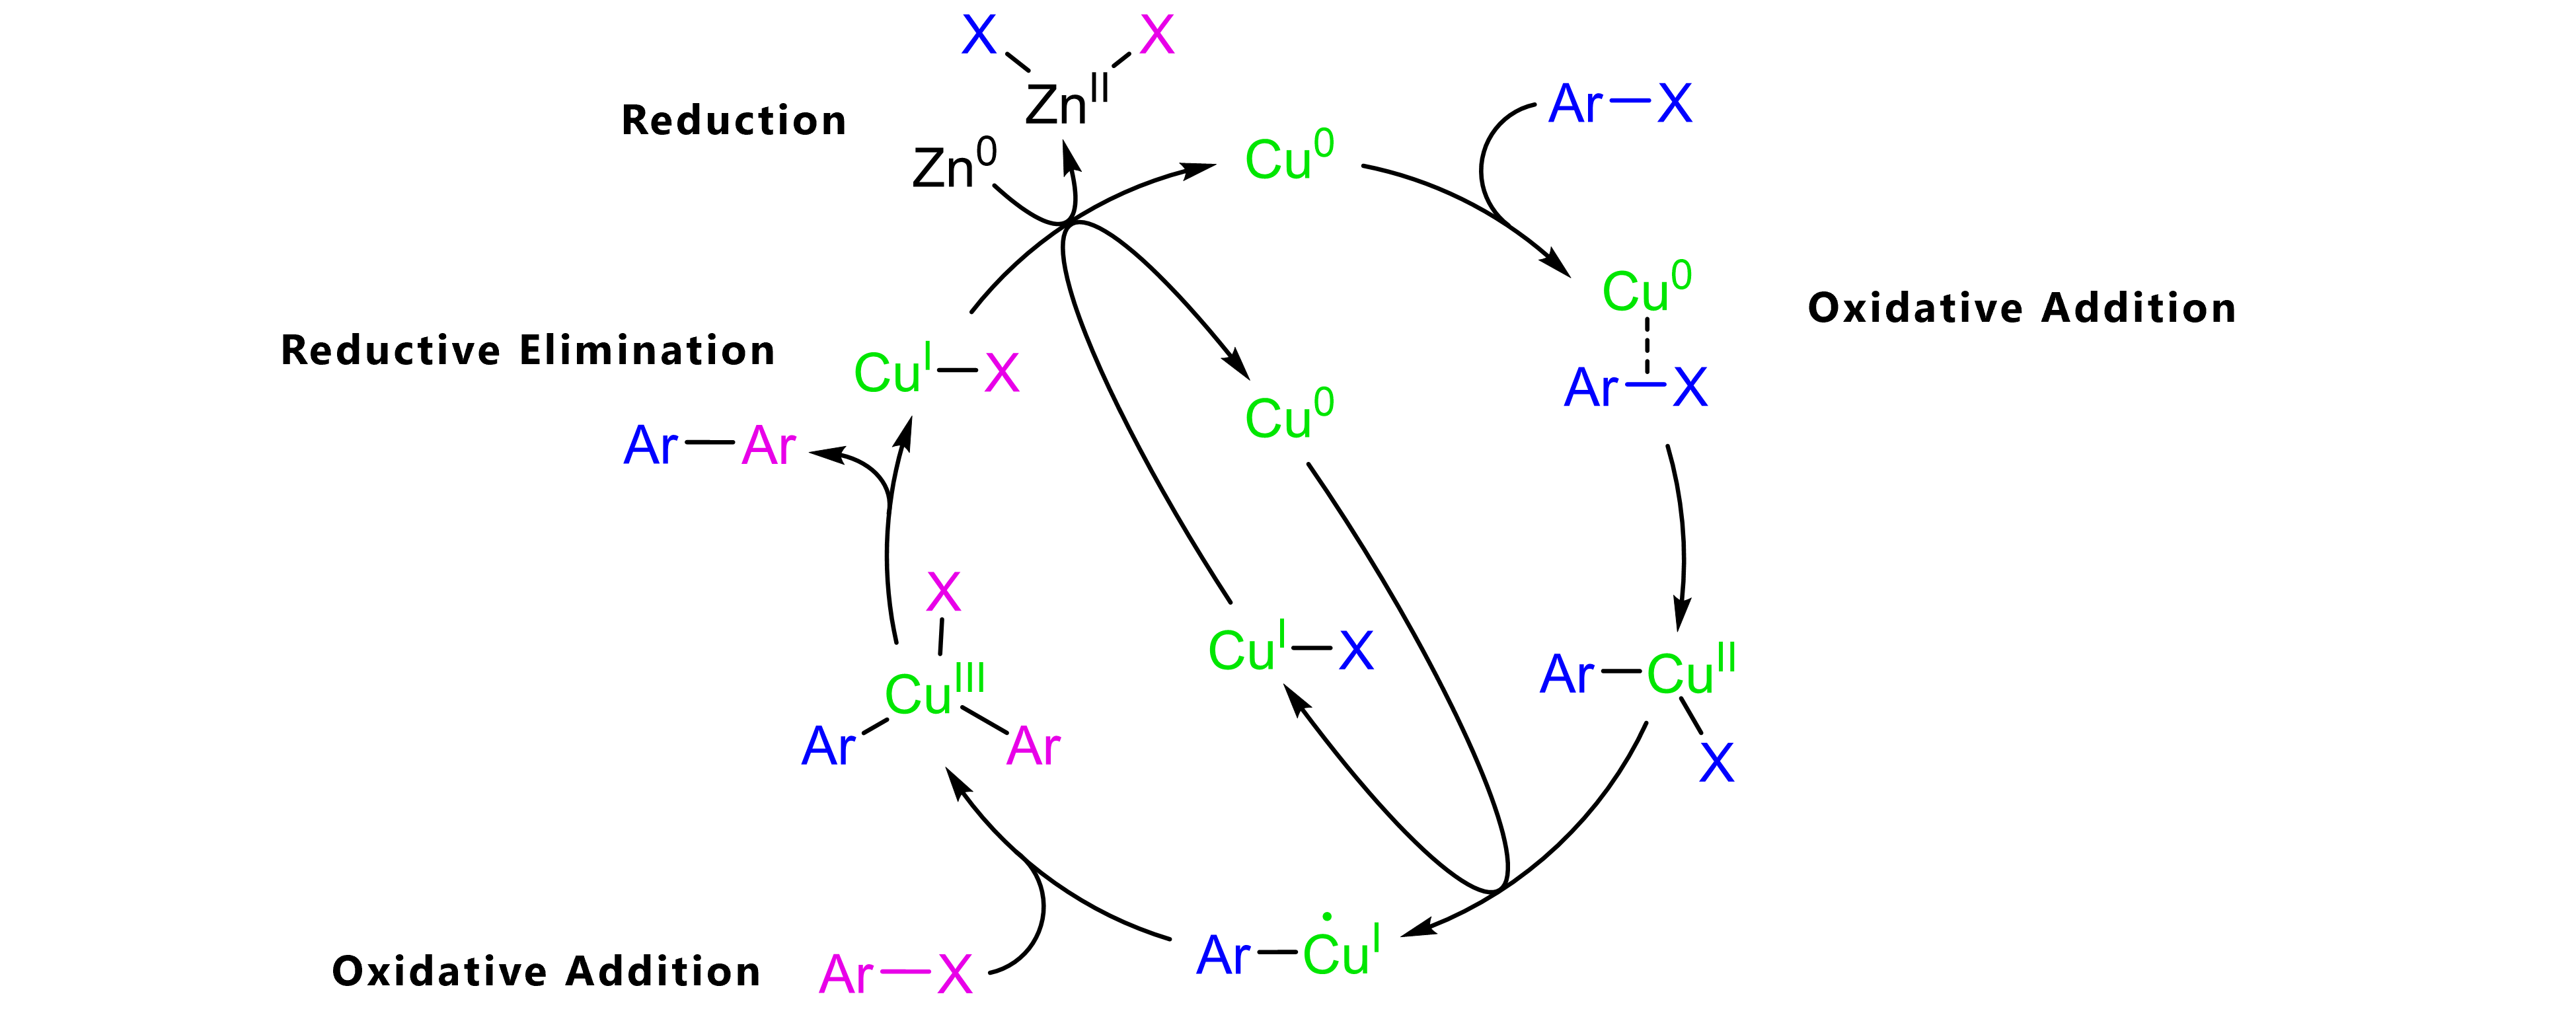 X X
Zn^II
Reduction
Zn^0
Ar—X
Cu^0
Cu^0
Oxidative Addition
Ar—X
Reductive Elimination
Cu^I—X
Ar—Ar
Cu^0
X
Cu^III
Ar Ar
Cu^I—X
Ar—Cu^II
X
Ar—Cu^I
Oxidative Addition
Ar—X